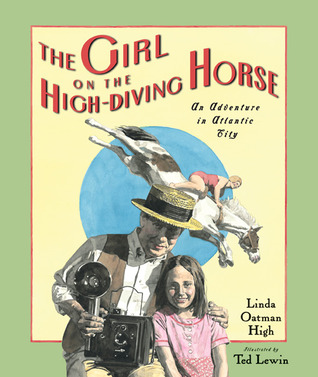 THE GIRL
ON THE
HIGH-DIVING HORSE
An Adventure
in Atlantic
City
Linda
Oatman
High
Illustrated by
Ted Lewin